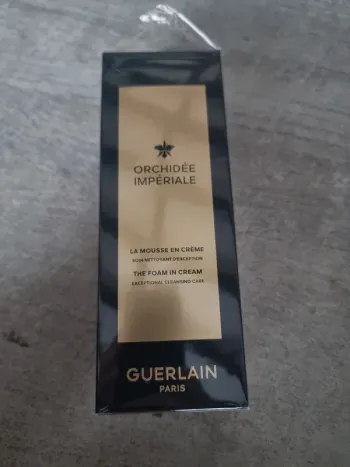 ORCHIDÉE
IMPÉRIALE
LA MOUSSE EN CRÈME
SOIN NETTOYANT D'EXCEPTION
THE FOAM IN CREAM
EXCEPTIONAL CLEANSING CARE
GUERLAIN
PARIS